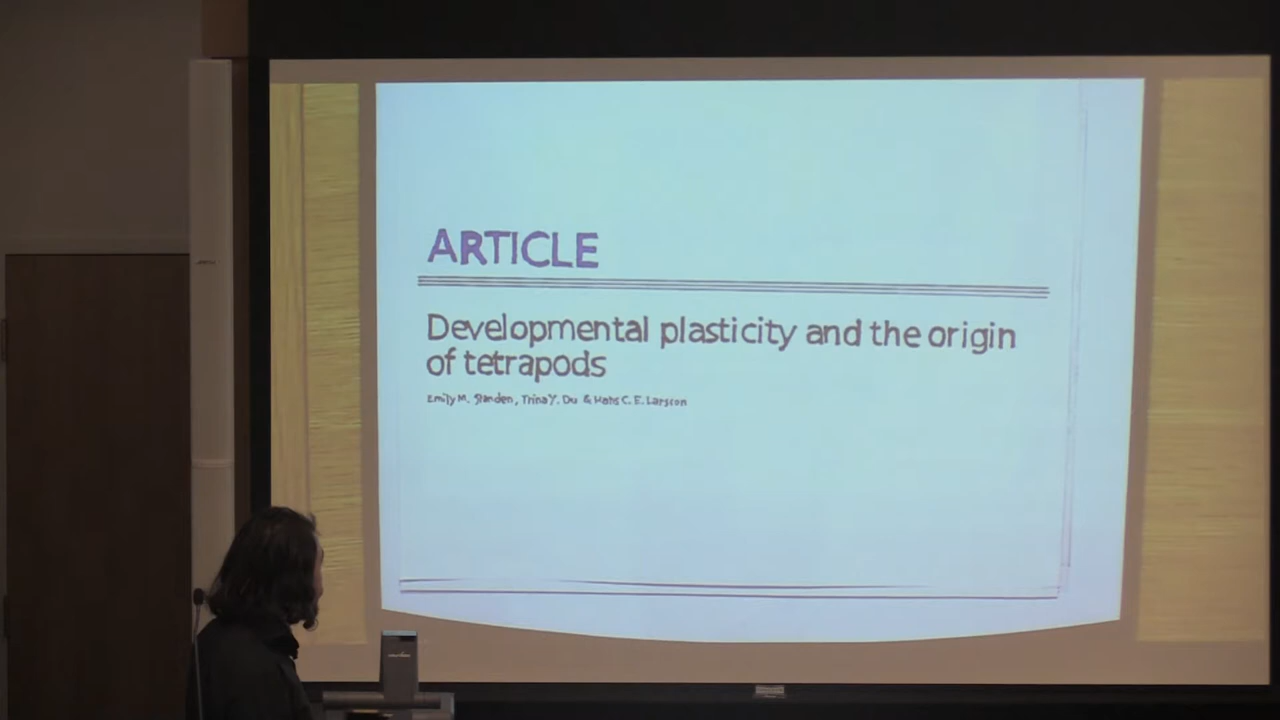 ARTICLE
Developmental plasticity and the origin
of tetrapods
Emily M. Standen, Trina Y. Du & Hans C. E. Larsson